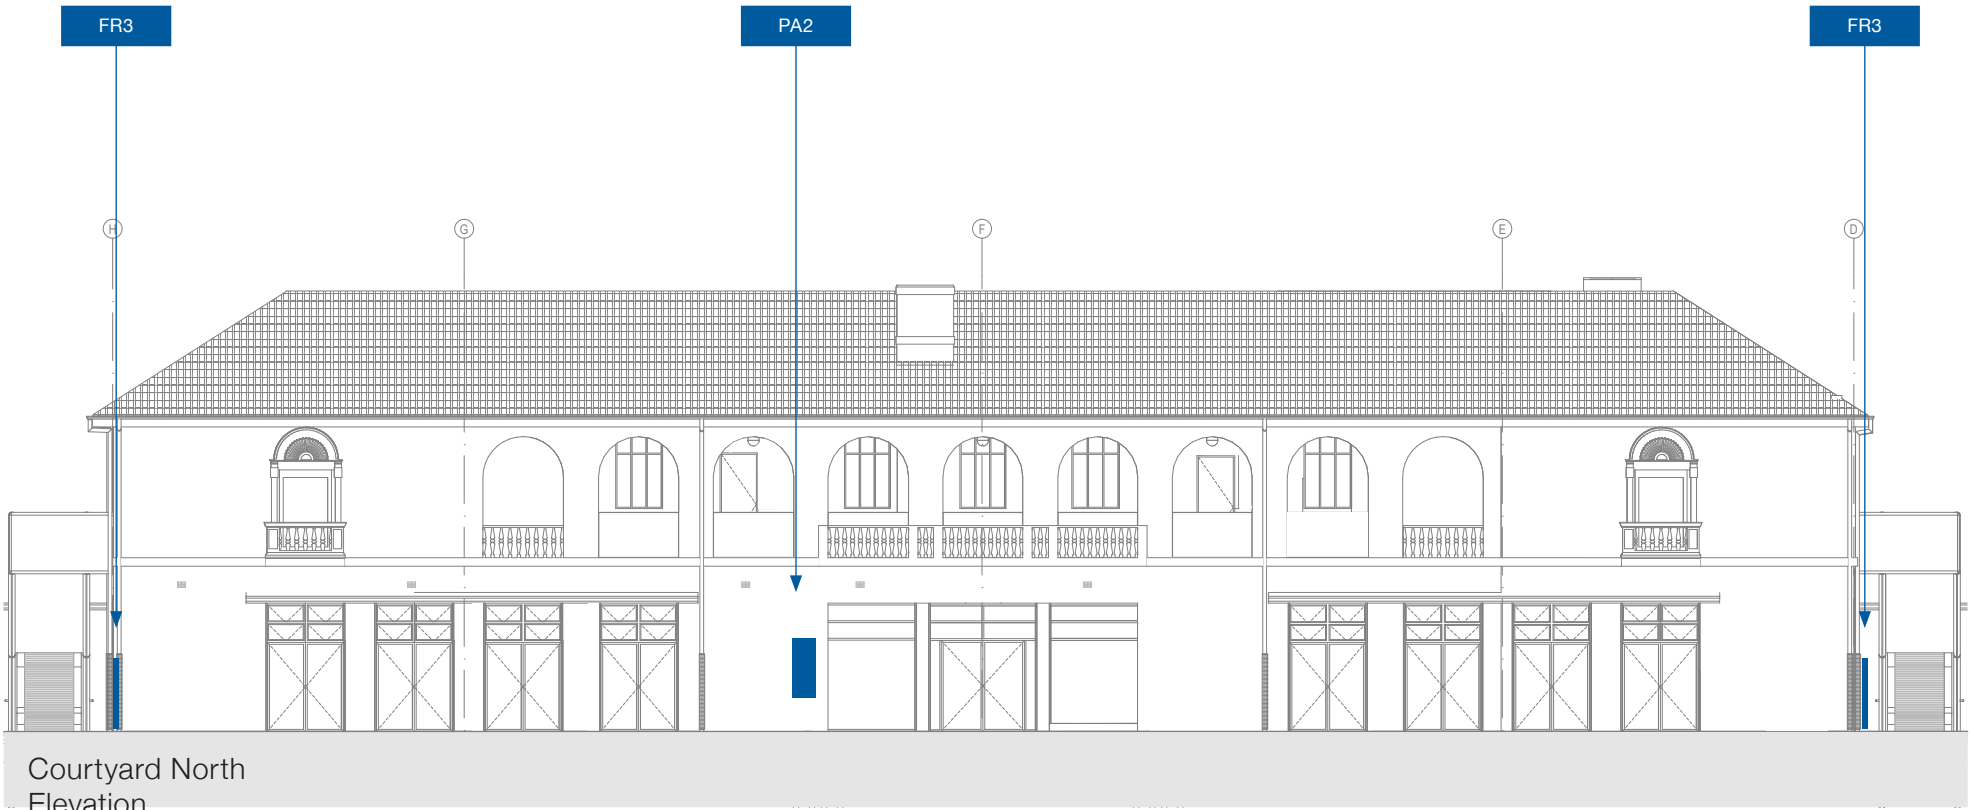 FR3
PA2
FR3
H
G
F
E
D
Courtyard North
Elevation